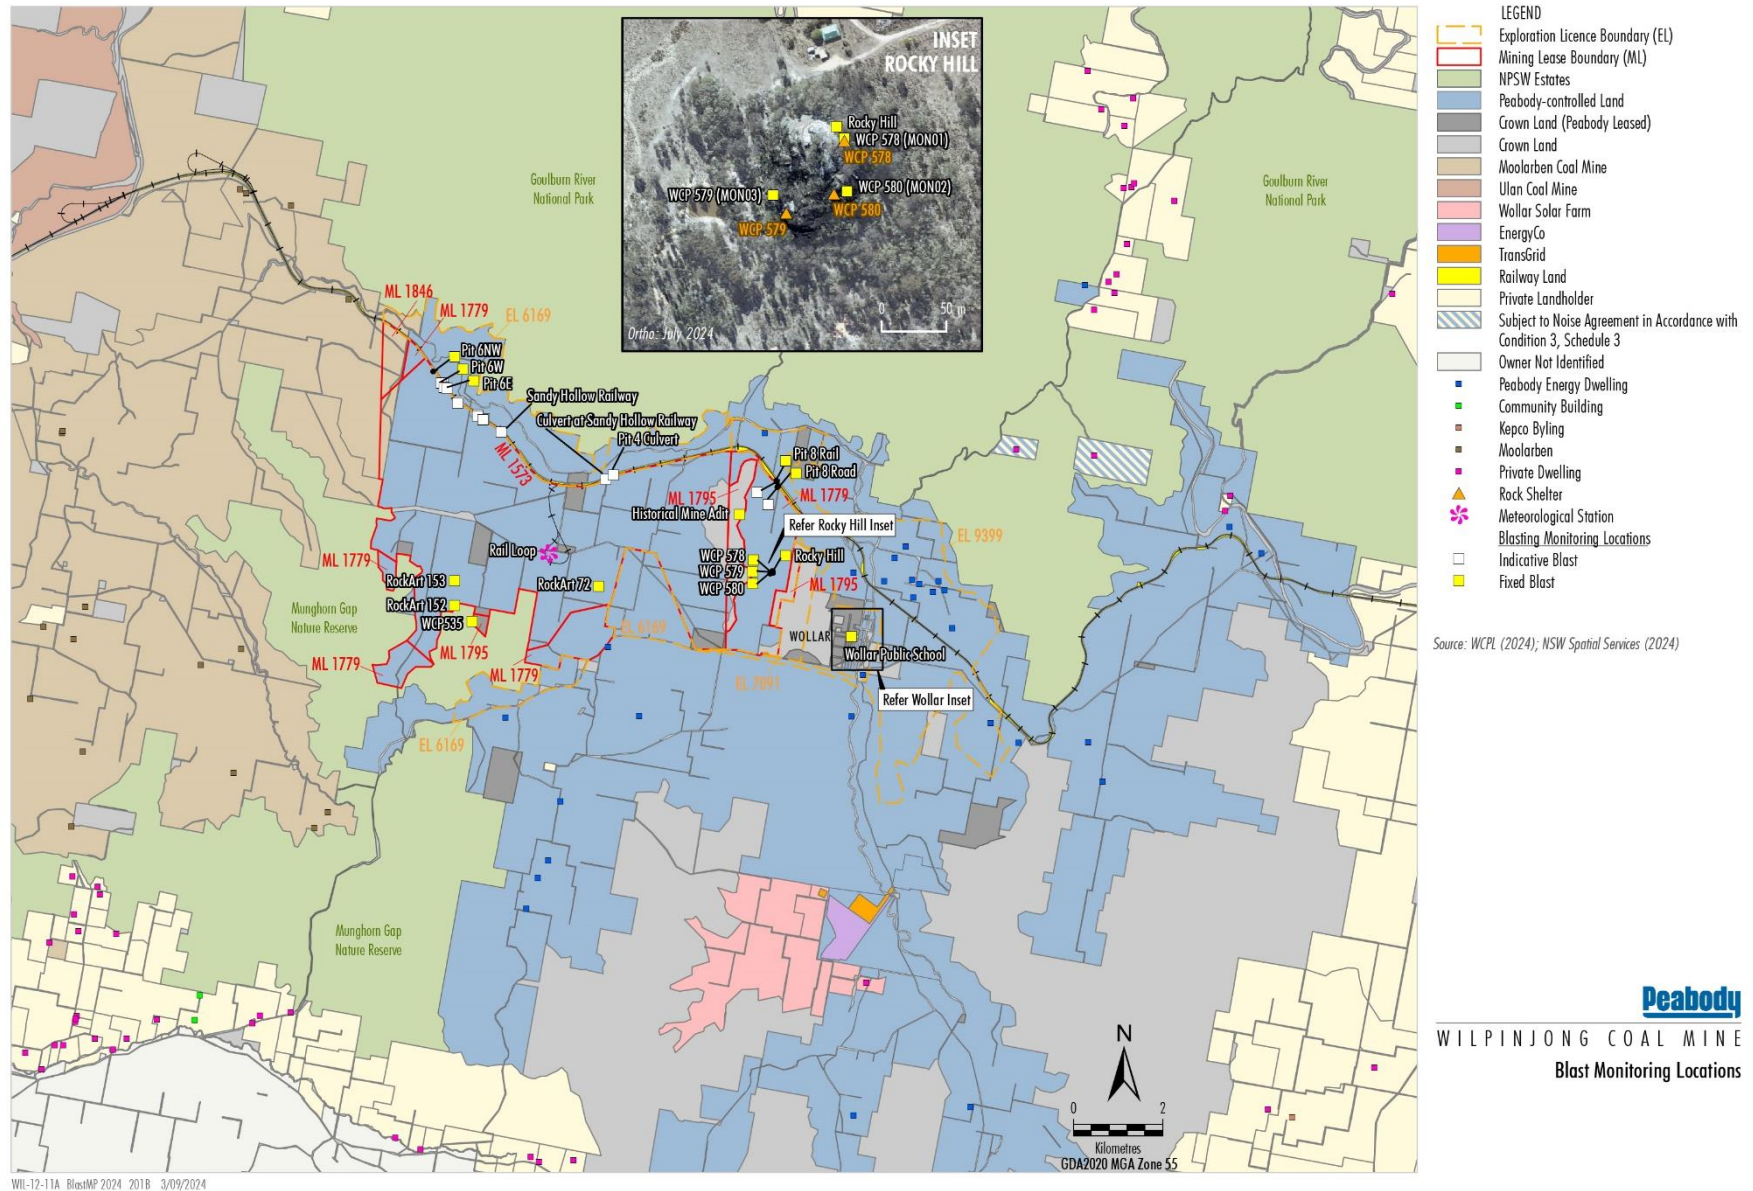 INSET
ROCKY HILL
Rocky Hill
WCP 578 (MON01)
WCP 578
WCP 579 (MON03)
WCP 580 (MON02)
WCP 580
WCP 579
0 50 m
Ortho: July 2024
Goulburn River
National Park
Goulburn River
National Park
ML 1846
ML 1779
EL 6169
Pit 6NW
Pit 6W
Pit 6E
Sandy Hollow Railway
Culvert at Sandy Hollow Railway
Pit 4 Culvert
ML 1573
Pit 8 Rail
Pit 8 Road
ML 1795
ML 1779
Historical Mine Adit
Refer Rocky Hill Inset
EL 9399
Rail Loop
WCP 578
WCP 579
WCP 580
Rocky Hill
ML 1779
RockArt 153
RockArt 72
ML 1795
RockArt 152
Munghorn Gap
Nature Reserve
WCP535
EL 6169
WOLLAR
Wollar Public School
ML 1795
ML 1779
ML 1779
EL 7091
Refer Wollar Inset
EL 6169
Munghorn Gap
Nature Reserve
N
0 2
Kilometres
GDA2020 MGA Zone 55
LEGEND
Exploration Licence Boundary (EL)
Mining Lease Boundary (ML)
NPSW Estates
Peabody-controlled Land
Crown Land (Peabody Leased)
Crown Land
Moolarben Coal Mine
Ulan Coal Mine
Wollar Solar Farm
EnergyCo
TransGrid
Railway Land
Private Landholder
Subject to Noise Agreement in Accordance with
Condition 3, Schedule 3
Owner Not Identified
Peabody Energy Dwelling
Community Building
Kepco Byling
Moolarben
Private Dwelling
Rock Shelter
Meteorological Station
Blasting Monitoring Locations
Indicative Blast
Fixed Blast
Source: WCPL (2024); NSW Spatial Services (2024)
Peabody
WILPINJONG COAL MINE
Blast Monitoring Locations
WIL-12-11A BlastMP 2024 201B 3/09/2024